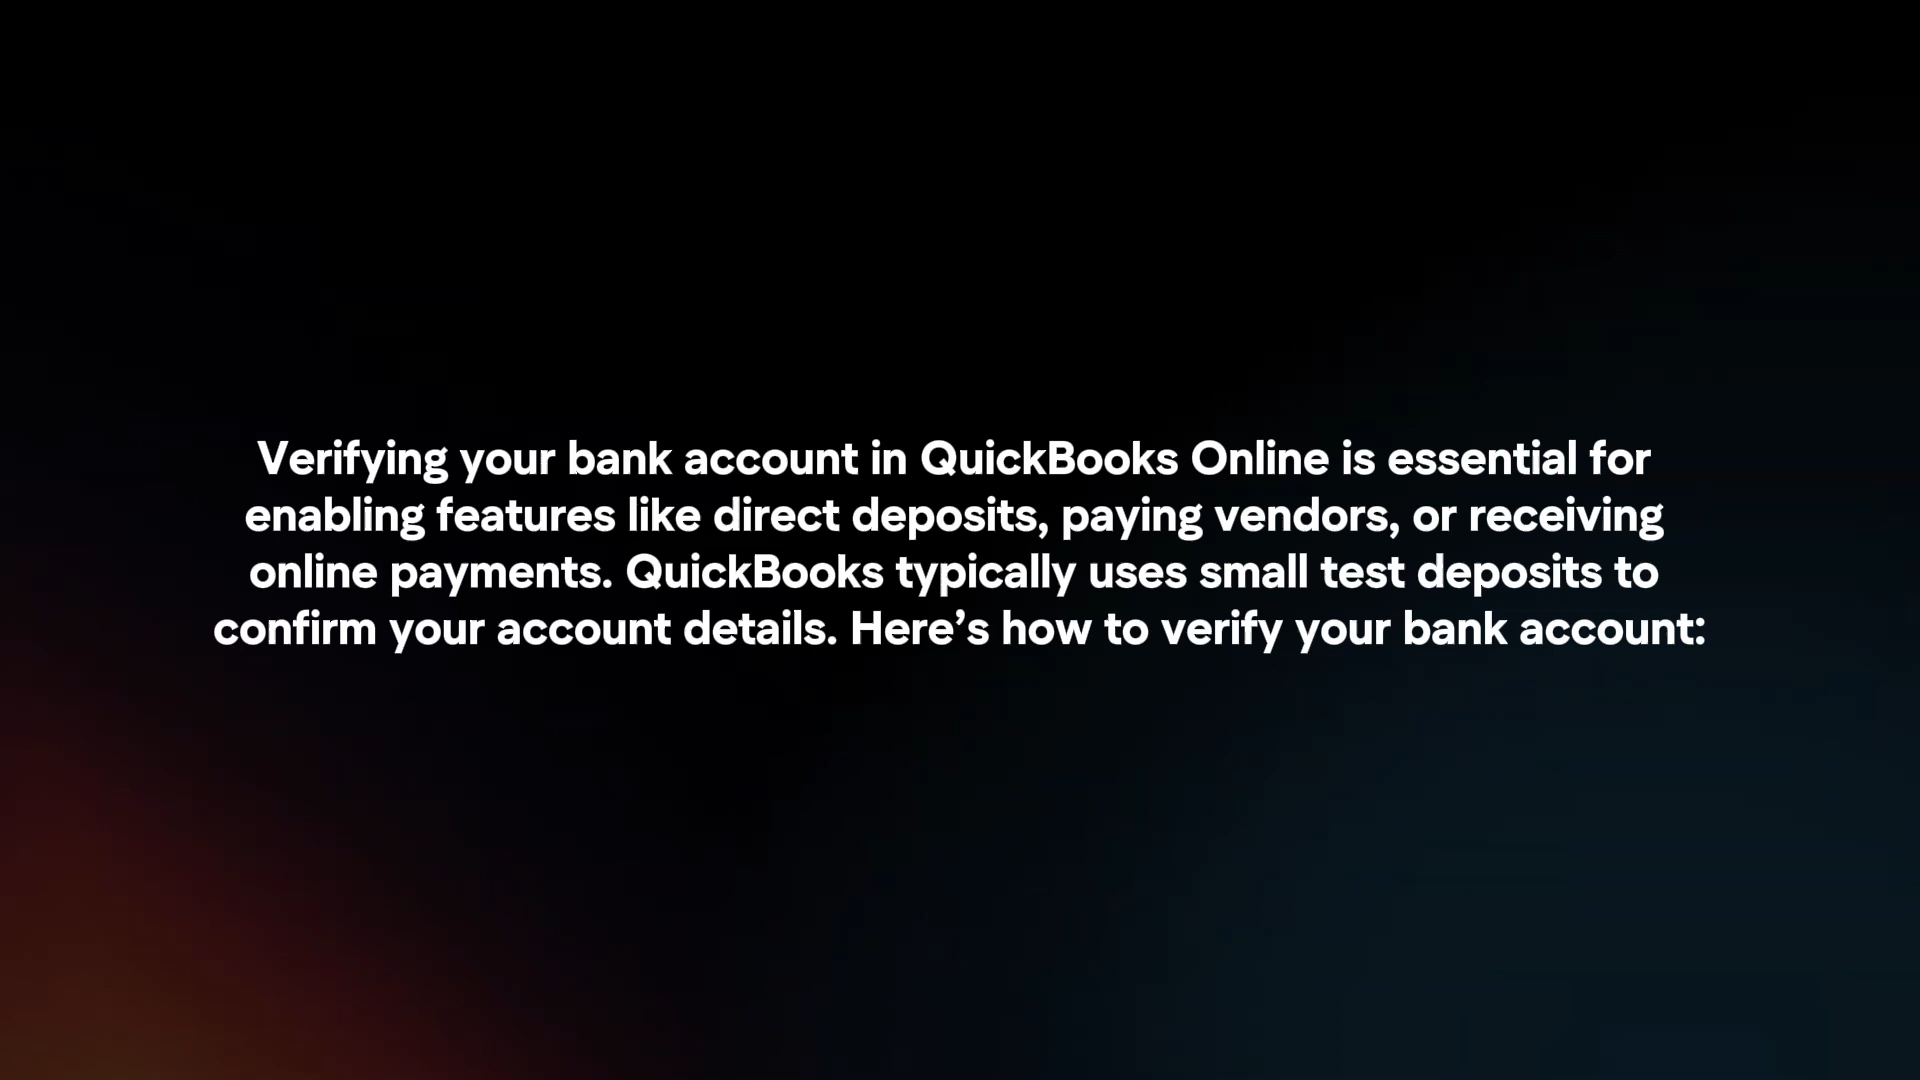 Verifying your bank account in QuickBooks Online is essential for
enabling features like direct deposits, paying vendors, or receiving
online payments. QuickBooks typically uses small test deposits to
confirm your account details. Here’s how to verify your bank account: